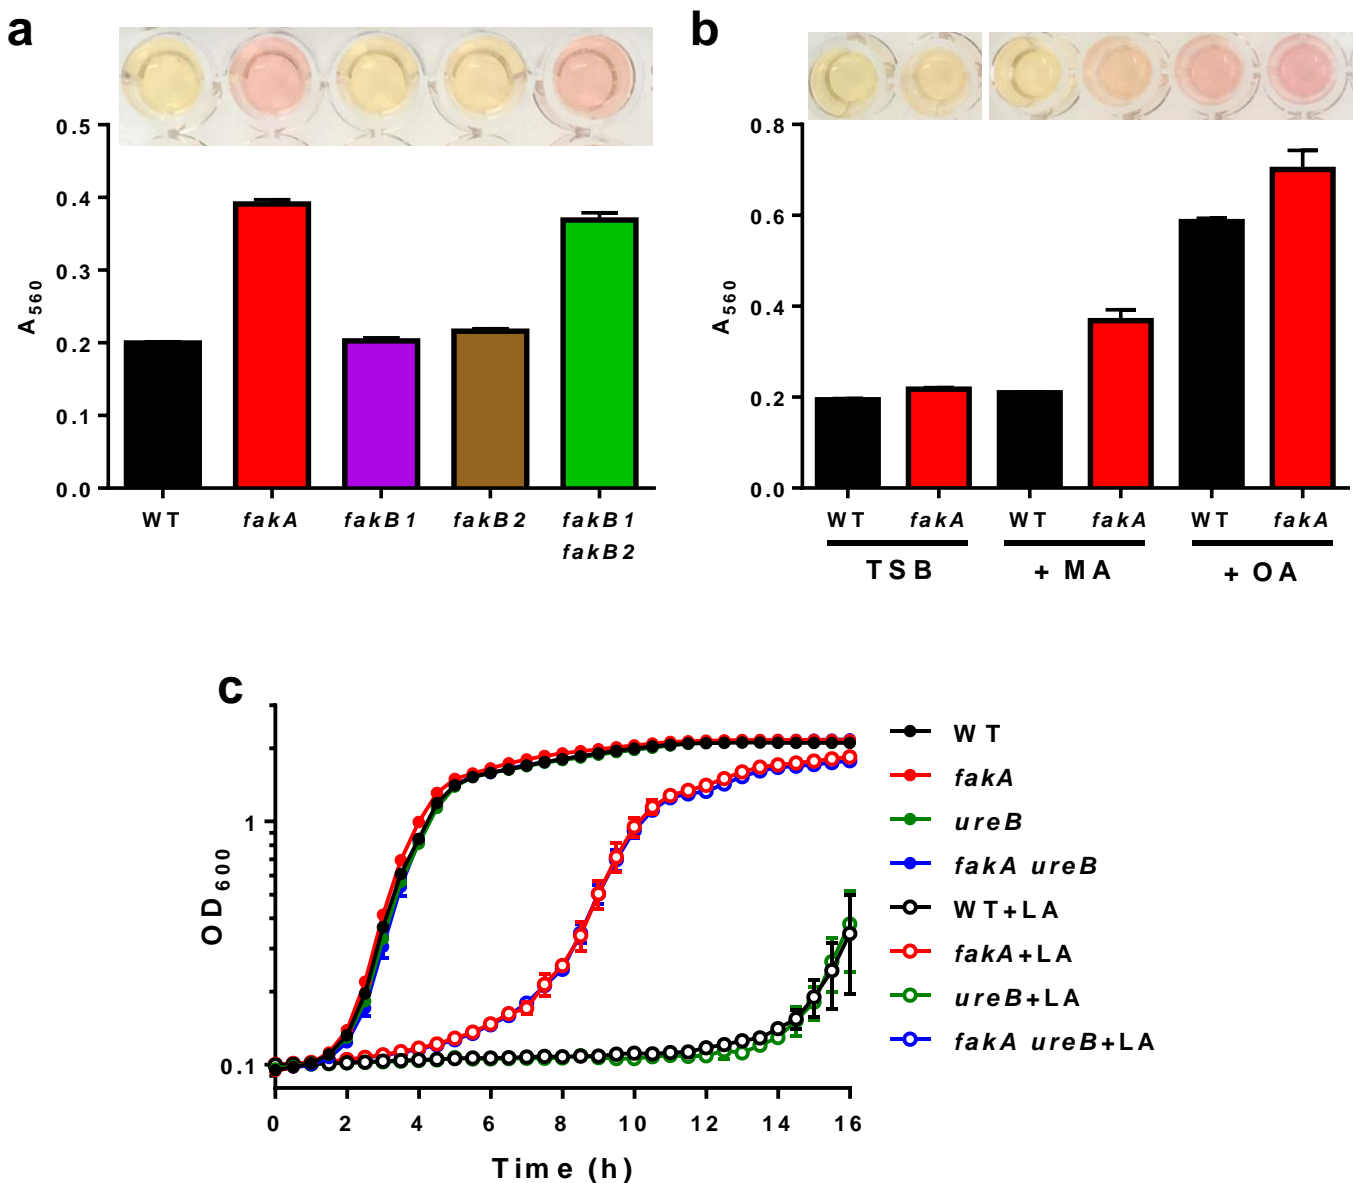 a
0.5
0.4
0.3
0.2
0.1
0.0
A560
WT
fakA
fakB1
fakB2
fakB1
fakB2
b
0.8
0.6
0.4
0.2
0.0
A560
WT
fakA
WT
fakA
WT
fakA
TSB
+ MA
+ OA
c
1
0.1
OD600
0
2
4
6
8
10
12
14
16
Time (h)
WT
fakA
ureB
fakA ureB
WT+LA
fakA+LA
ureB+LA
fakA ureB+LA